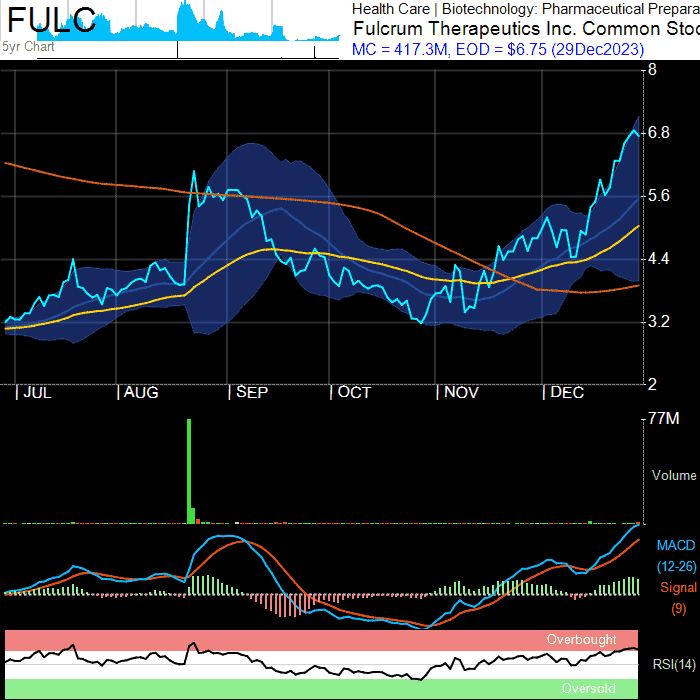 FULC
5yr Chart
Health Care | Biotechnology: Pharmaceutical Prepara
Fulcrum Therapeutics Inc. Common Stoc
MC = 417.3M, EOD = $6.75 (29Dec2023)
8
6.8
5.6
4.4
3.2
2
JUL AUG SEP OCT NOV DEC
77M
Volume
MACD
(12-26)
Signal
(9)
Overbought
RSI(14)
Oversold